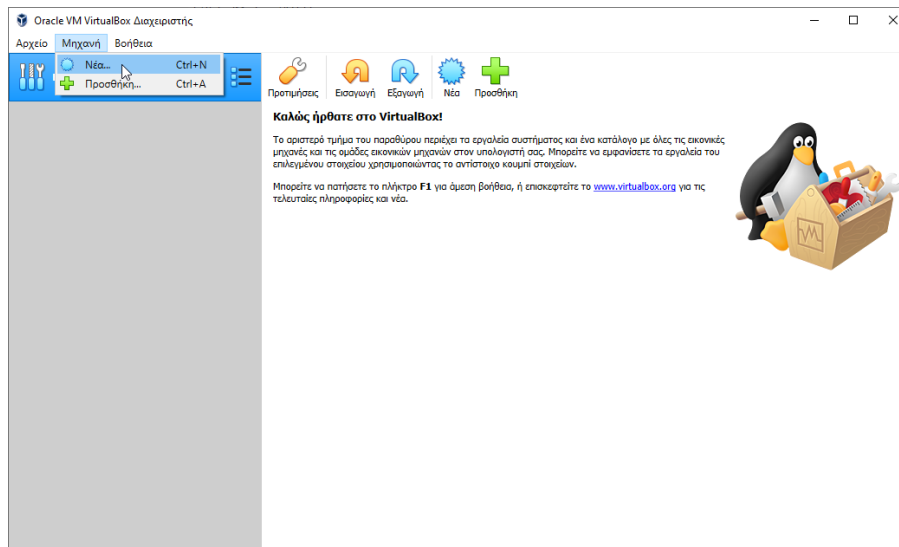 Oracle VM VirtualBox Διαχειριστής
Αρχείο Μηχανή Βοήθεια
Νέα... Ctrl+N
Προσθήκη... Ctrl+A
Προτιμήσεις Εισαγωγή Εξαγωγή Νέα Προσθήκη
Καλώς ήρθατε στο VirtualBox!
Το αριστερό τμήμα του παραθύρου περιέχει τα εργαλεία συστήματος και ένα κατάλογο με όλες τις εικονικές
μηχανές και τις ομάδες εικονικών μηχανών στον υπολογιστή σας. Μπορείτε να εμφανίσετε τα εργαλεία του
επιλεγμένου στοιχείου χρησιμοποιώντας το αντίστοιχο κουμπί στοιχείων.
Μπορείτε να πατήσετε το πλήκτρο F1 για άμεση βοήθεια, ή επισκεφτείτε το www.virtualbox.org για τις
τελευταίες πληροφορίες και νέα.